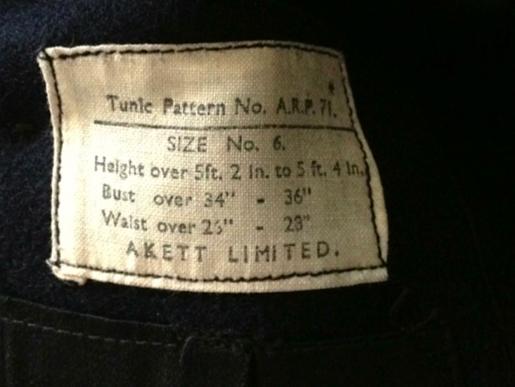 Tunic Pattern No. A.R.P. 71.
SIZE No. 6.
Height over 5ft. 2 in. to 5 ft. 4 in.
Bust over 34" - 36"
Waist over 26" - 28"
AKETT LIMITED.